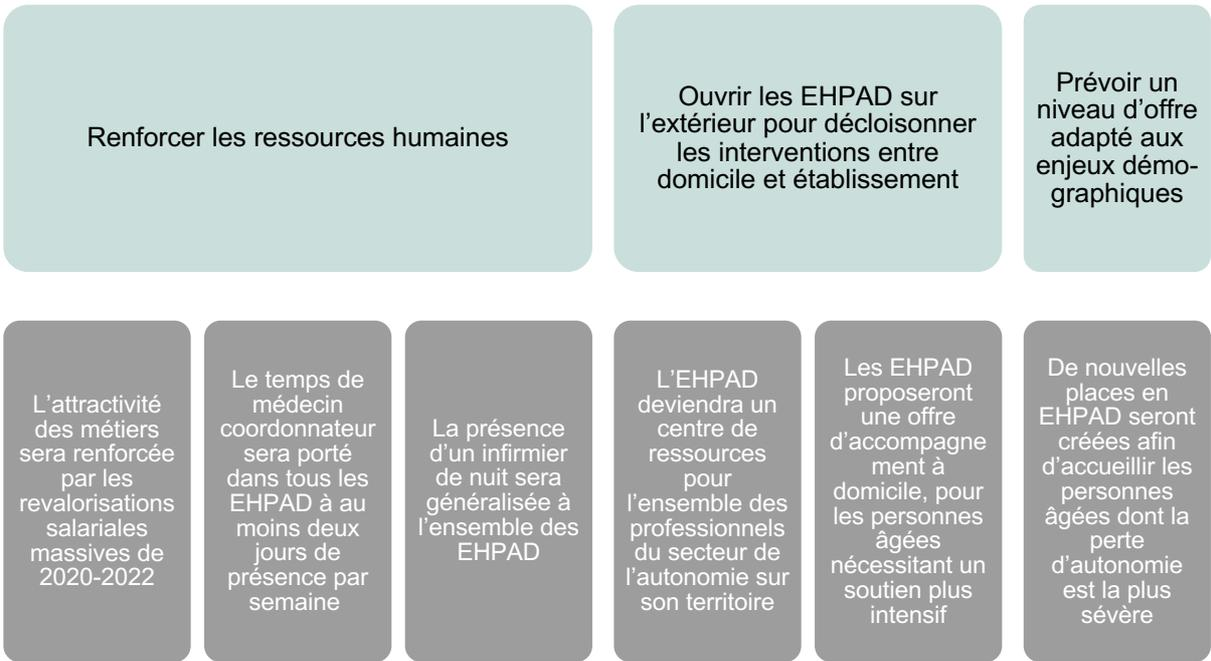 Renforcer les ressources humaines
Ouvrir les EHPAD sur
l’extérieur pour décloisonner
les interventions entre
domicile et établissement
Prévoir un
niveau d’offre
adapté aux
enjeux démo-
graphiques
L’attractivité
des métiers
sera renforcée
par les
revalorisations
salariales
massives de
2020-2022
Le temps de
médecin
coordonnateur
sera porté
dans tous les
EHPAD à au
moins deux
jours de
présence par
semaine
La présence
d’un infirmier
de nuit sera
généralisée à
l’ensemble des
EHPAD
L’EHPAD
deviendra un
centre de
ressources
pour
l’ensemble des
professionnels
du secteur de
l’autonomie sur
son territoire
Les EHPAD
proposeront
une offre
d’accompagne
ment à
domicile, pour
les personnes
âgées
nécessitant un
soutien plus
intensif
De nouvelles
places en
EHPAD seront
créées afin
d’accueillir les
personnes
âgées dont la
perte
d’autonomie
est la plus
sévère